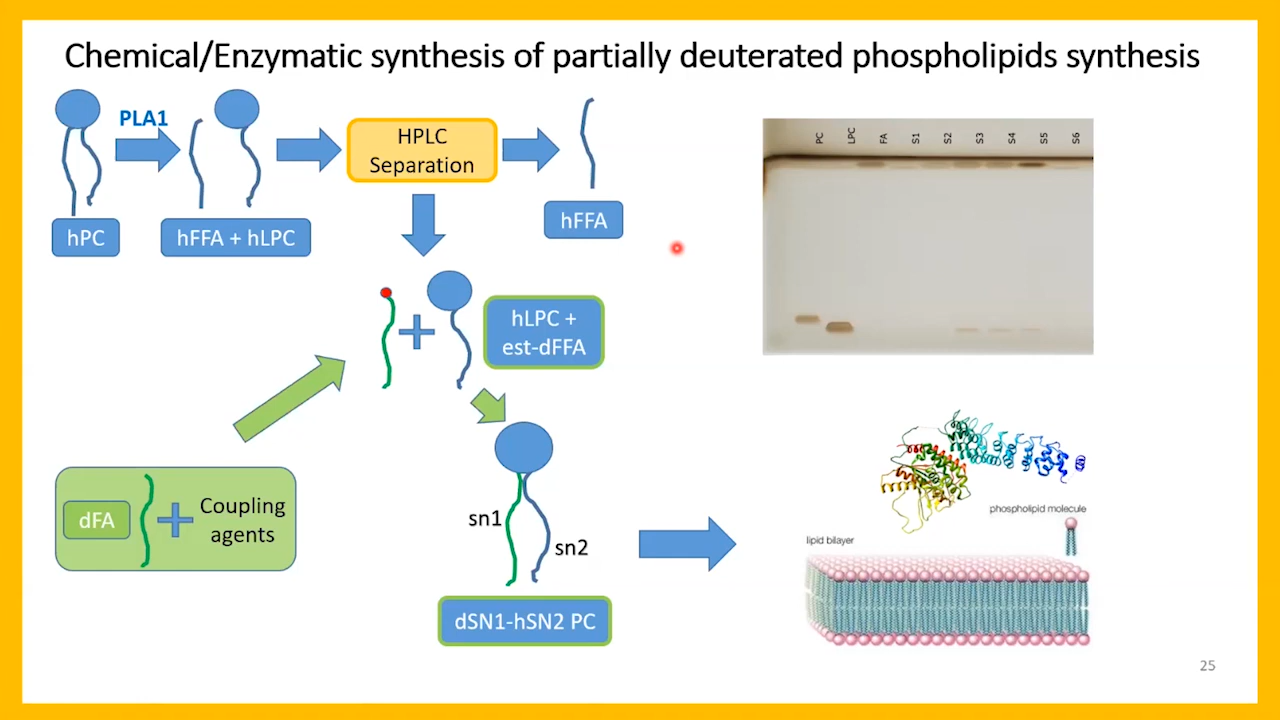 Chemical/Enzymatic synthesis of partially deuterated phospholipids synthesis
PLA1
HPLC
Separation
hPC
hFFA + hLPC
hFFA
hLPC +
est-dFFA
dFA
Coupling
agents
sn1
sn2
dSN1-hSN2 PC
PC
LPC
FA
S1
S2
S3
S4
S5
S6
phospholipid molecule
lipid bilayer
25